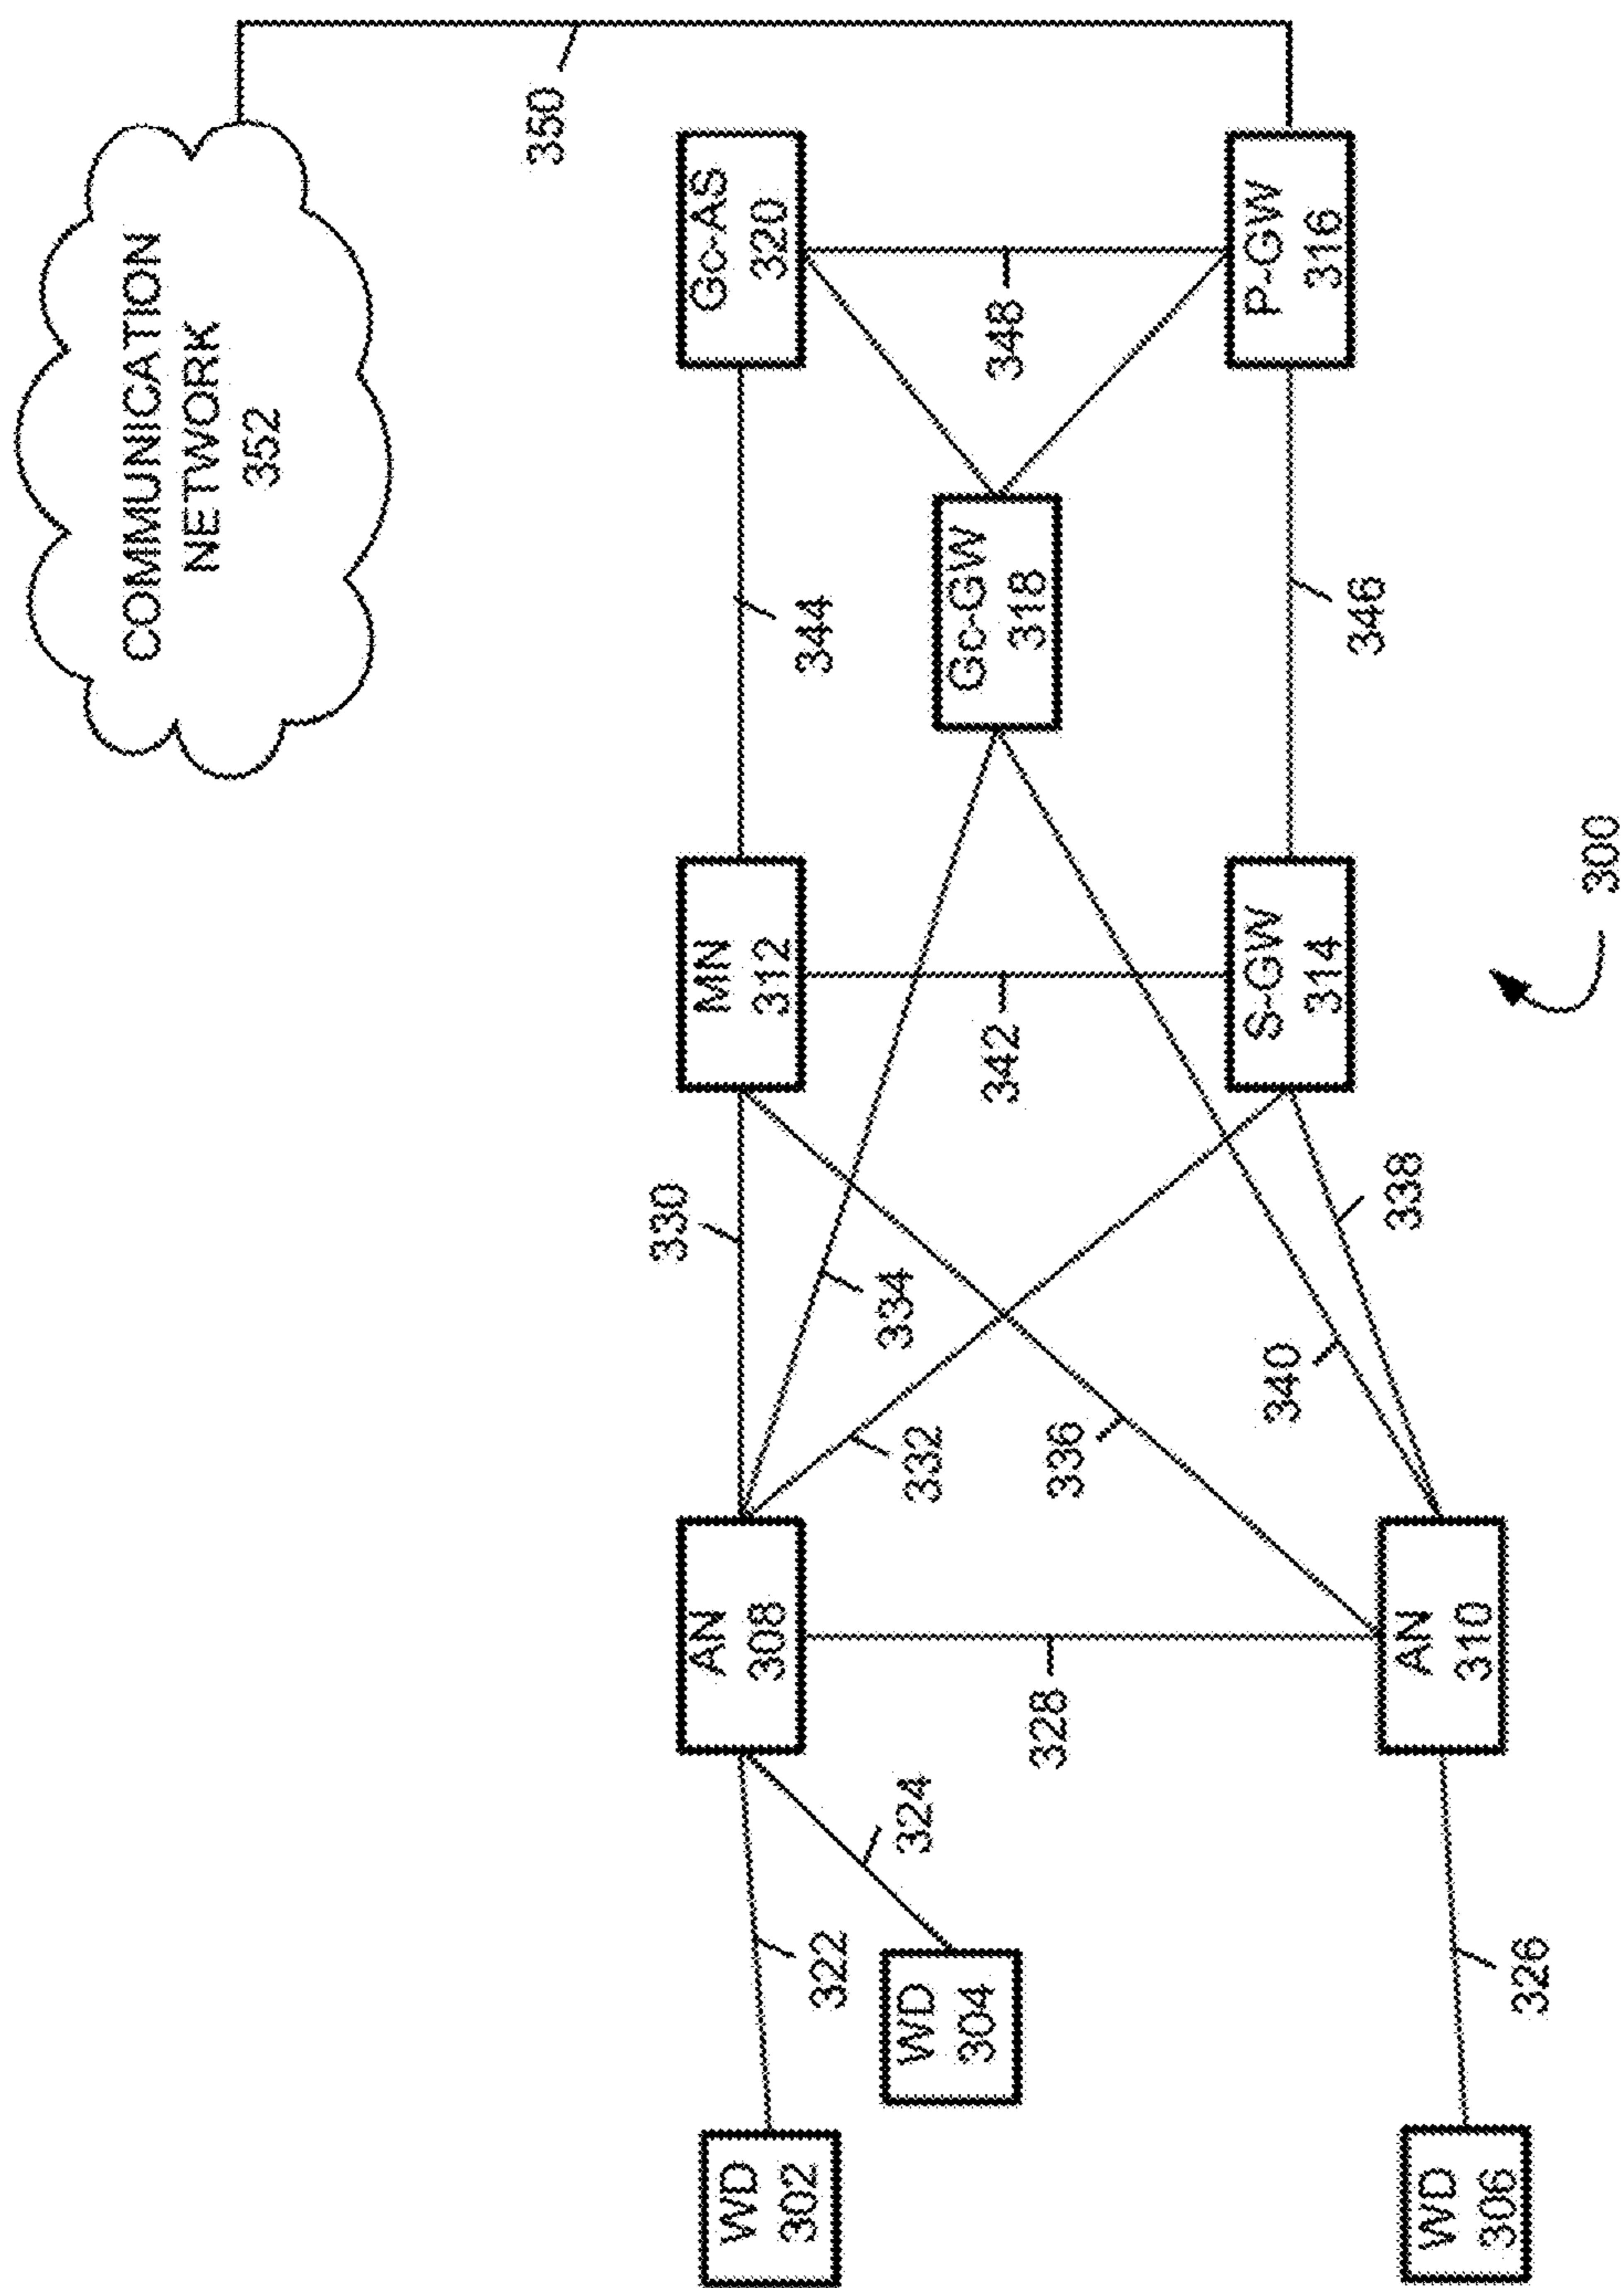 COMMUNICATION
NETWORK
352
350
Gc-AS
320
P-GW
316
348
344
Gc-GW
318
346
MN
312
342
S-GW
314
300
330
334
332
336
340
338
AN
308
328
AN
310
322
324
326
WD
302
WD
304
WD
306